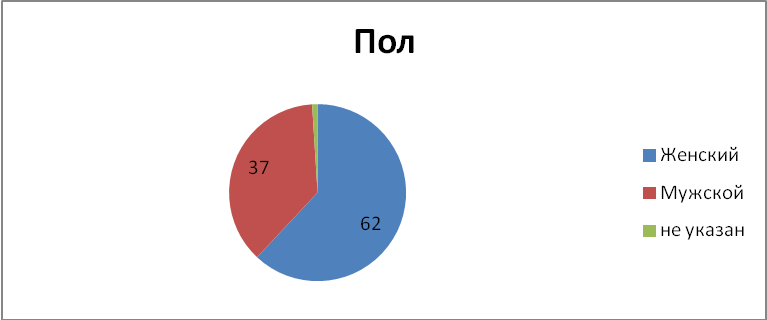 Пол
37
62
Женский
Мужской
не указан